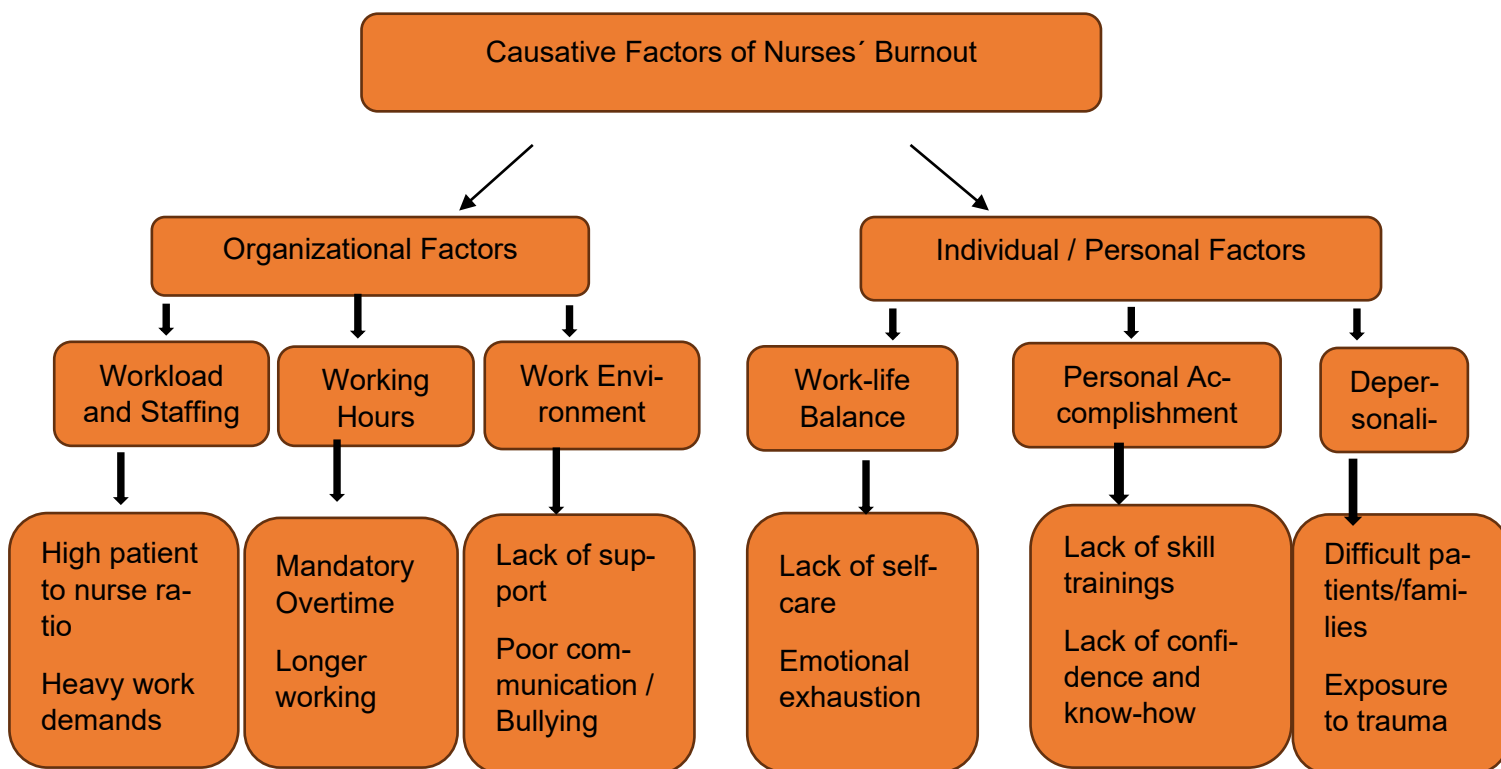 Causative Factors of Nurses´ Burnout
Organizational Factors
Individual / Personal Factors
Workload
and Staffing
Working
Hours
Work Envi-
ronment
Work-life
Balance
Personal Ac-
complishment
Deper-
sonali-
High patient
to nurse ra-
tio
Heavy work
demands
Mandatory
Overtime
Longer
working
Lack of sup-
port
Poor com-
munication /
Bullying
Lack of self-
care
Emotional
exhaustion
Lack of skill
trainings
Lack of confi-
dence and
know-how
Difficult pa-
tients/fami-
lies
Exposure
to trauma